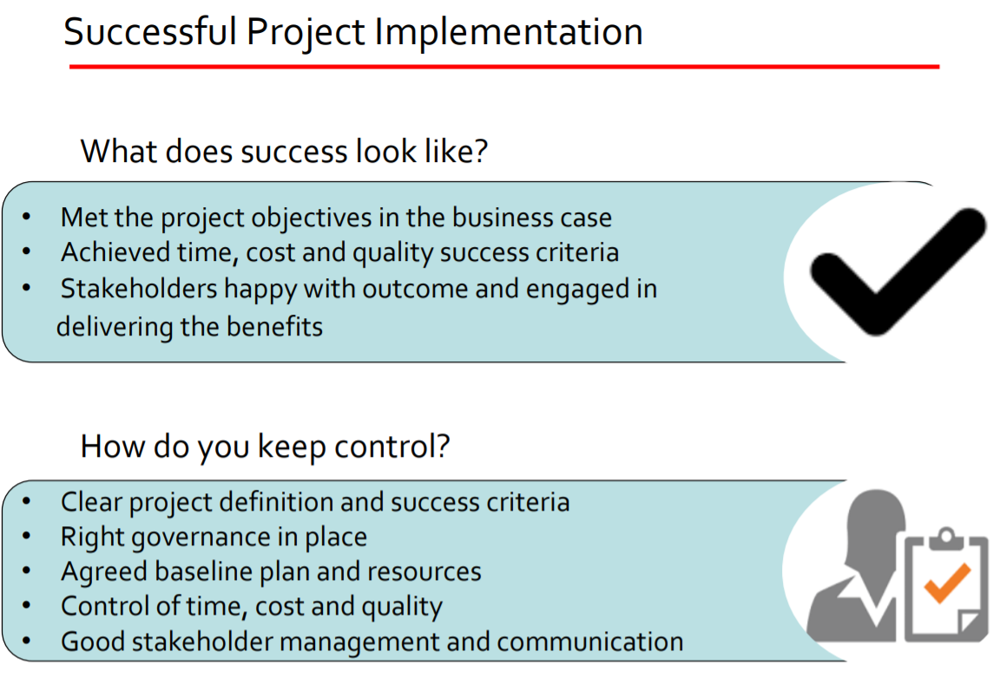 Successful Project Implementation
What does success look like?
• Met the project objectives in the business case
• Achieved time, cost and quality success criteria
• Stakeholders happy with outcome and engaged in
delivering the benefits
How do you keep control?
• Clear project definition and success criteria
• Right governance in place
• Agreed baseline plan and resources
• Control of time, cost and quality
• Good stakeholder management and communication